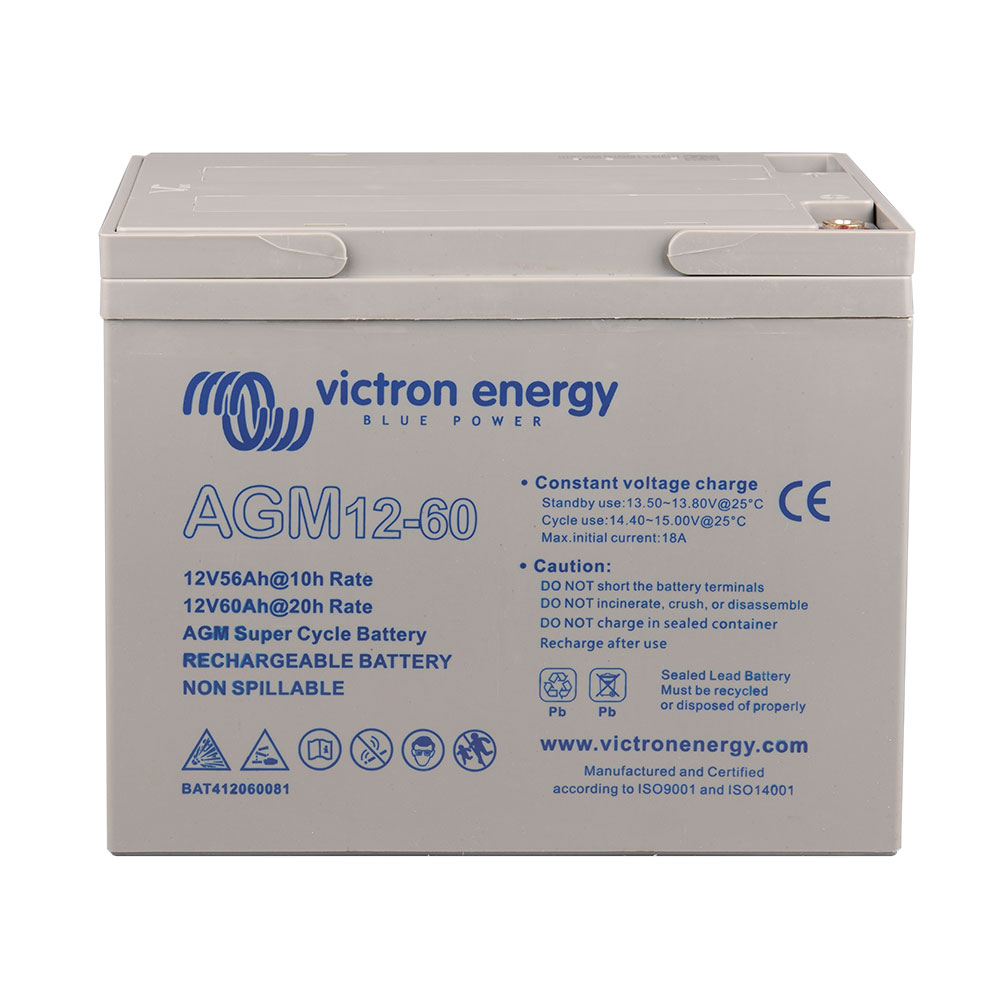 victron energy
BLUE POWER
AGM12-60
12V56Ah@10h Rate
12V60Ah@20h Rate
AGM Super Cycle Battery
RECHARGEABLE BATTERY
NON SPILLABLE
BAT412060081
• Constant voltage charge
Standby use:13.50~13.80V@25°C
Cycle use:14.40~15.00V@25°C
Max.initial current:18A
CE
• Caution:
DO NOT short the battery terminals
DO NOT incinerate, crush, or disassemble
DO NOT charge in sealed container
Recharge after use
Pb
Pb
Sealed Lead Battery
Must be recycled
or disposed of properly
www.victronenergy.com
Manufactured and Certified
according to ISO9001 and ISO14001